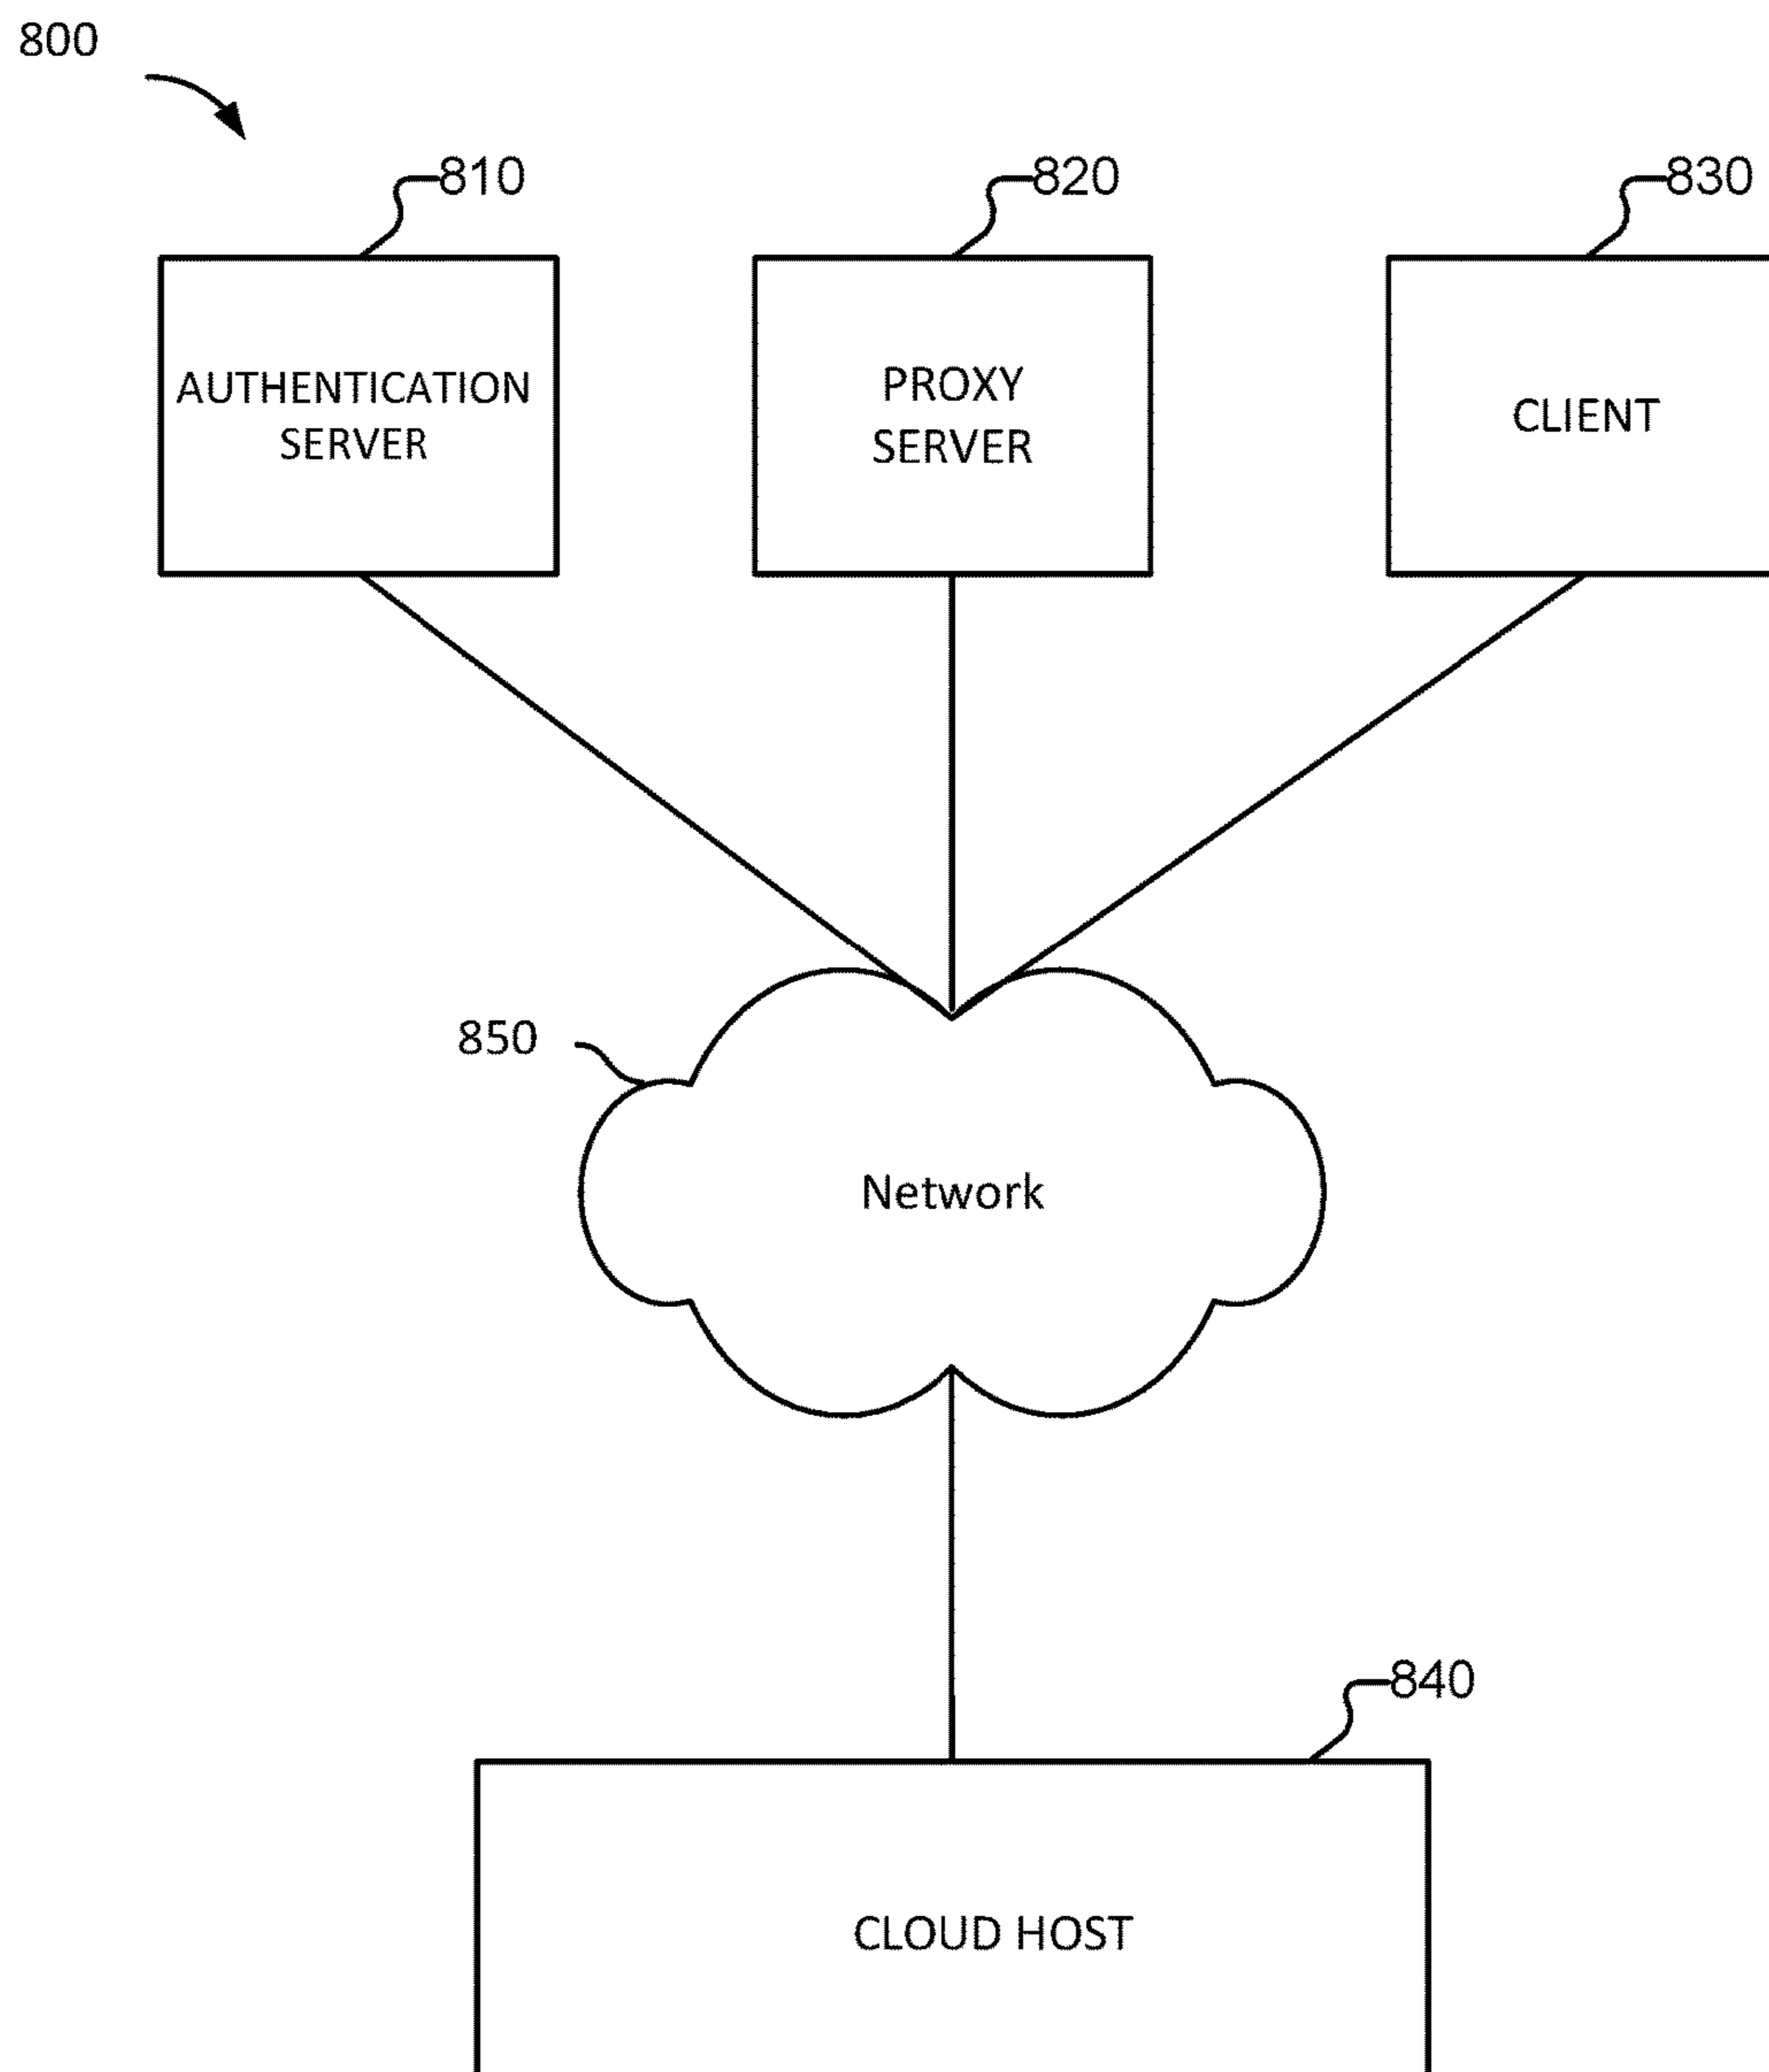 800
810
820
830
AUTHENTICATION
SERVER
PROXY
SERVER
CLIENT
850
Network
840
CLOUD HOST